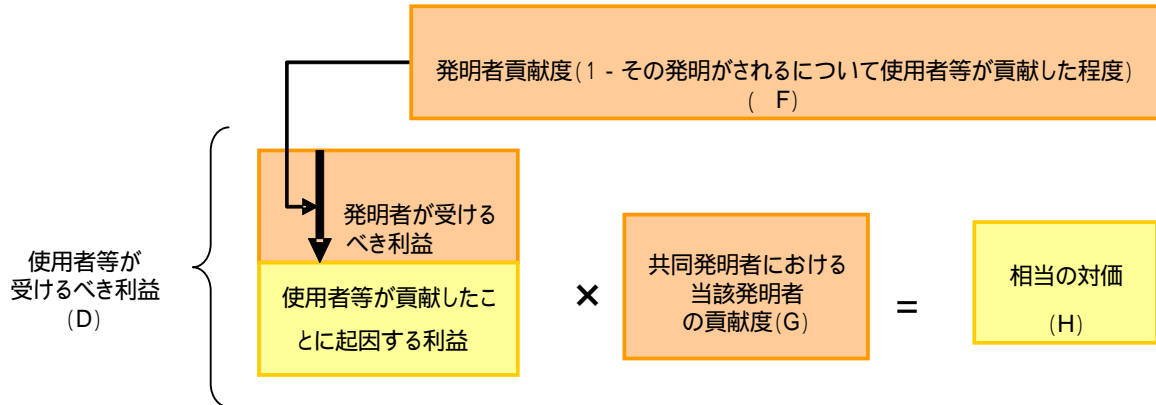 発明者貢献度(1 - その発明がされるについて使用者等が貢献した程度)
( F)
発明者が受ける
べき利益
使用者等が
受けるべき利益
(D)
使用者等が貢献したこ
とに起因する利益
×
共同発明者における
当該発明者
の貢献度(G)
=
相当の対価
(H)